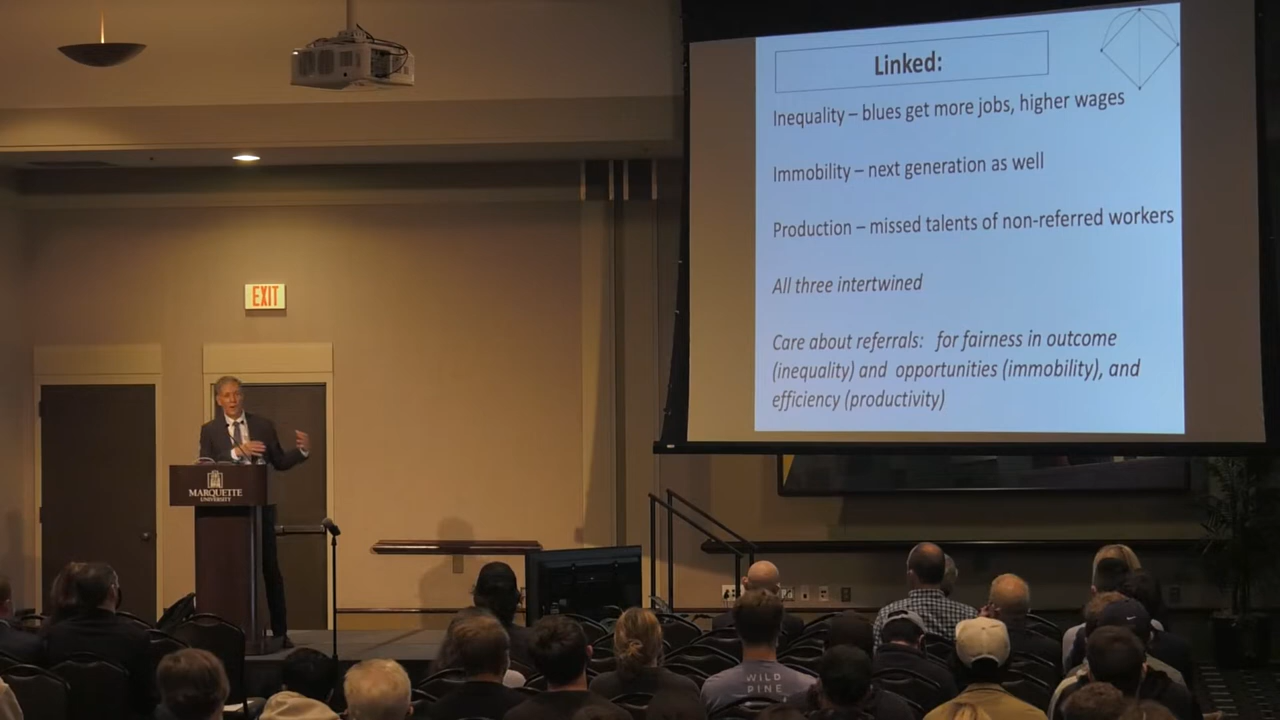 Linked:
Inequality – blues get more jobs, higher wages
Immobility – next generation as well
Production – missed talents of non-referred workers
All three intertwined
Care about referrals: for fairness in outcome
(inequality) and opportunities (immobility), and
efficiency (productivity)
EXIT
MARQUETTE
UNIVERSITY
WILD
PINE